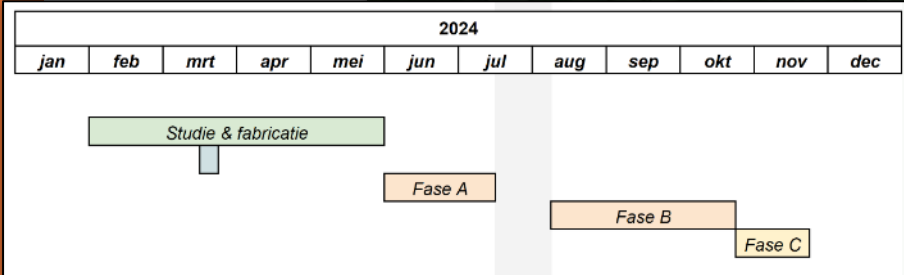 2024
jan feb mrt apr mei jun jul aug sep okt nov dec
Studie & fabricatie
Fase A
Fase B
Fase C